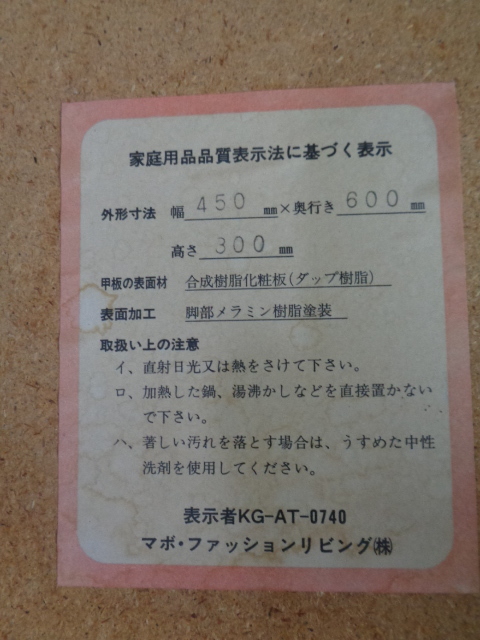 家庭用品品質表示法に基づく表示
外形寸法 幅 450 mm×奥行き 600 mm
高さ 300 mm
甲板の表面材 合成樹脂化粧板(ダップ樹脂)
表面加工 脚部メラミン樹脂塗装
取扱い上の注意
イ、直射日光又は熱をさけて下さい。
ロ、加熱した鍋、湯沸かしなどを直接置かない
で下さい。
ハ、著しい汚れを落とす場合は、うすめた中性
洗剤を使用してください。
表示者KG-AT-0740
マボ・ファッションリビング㈱